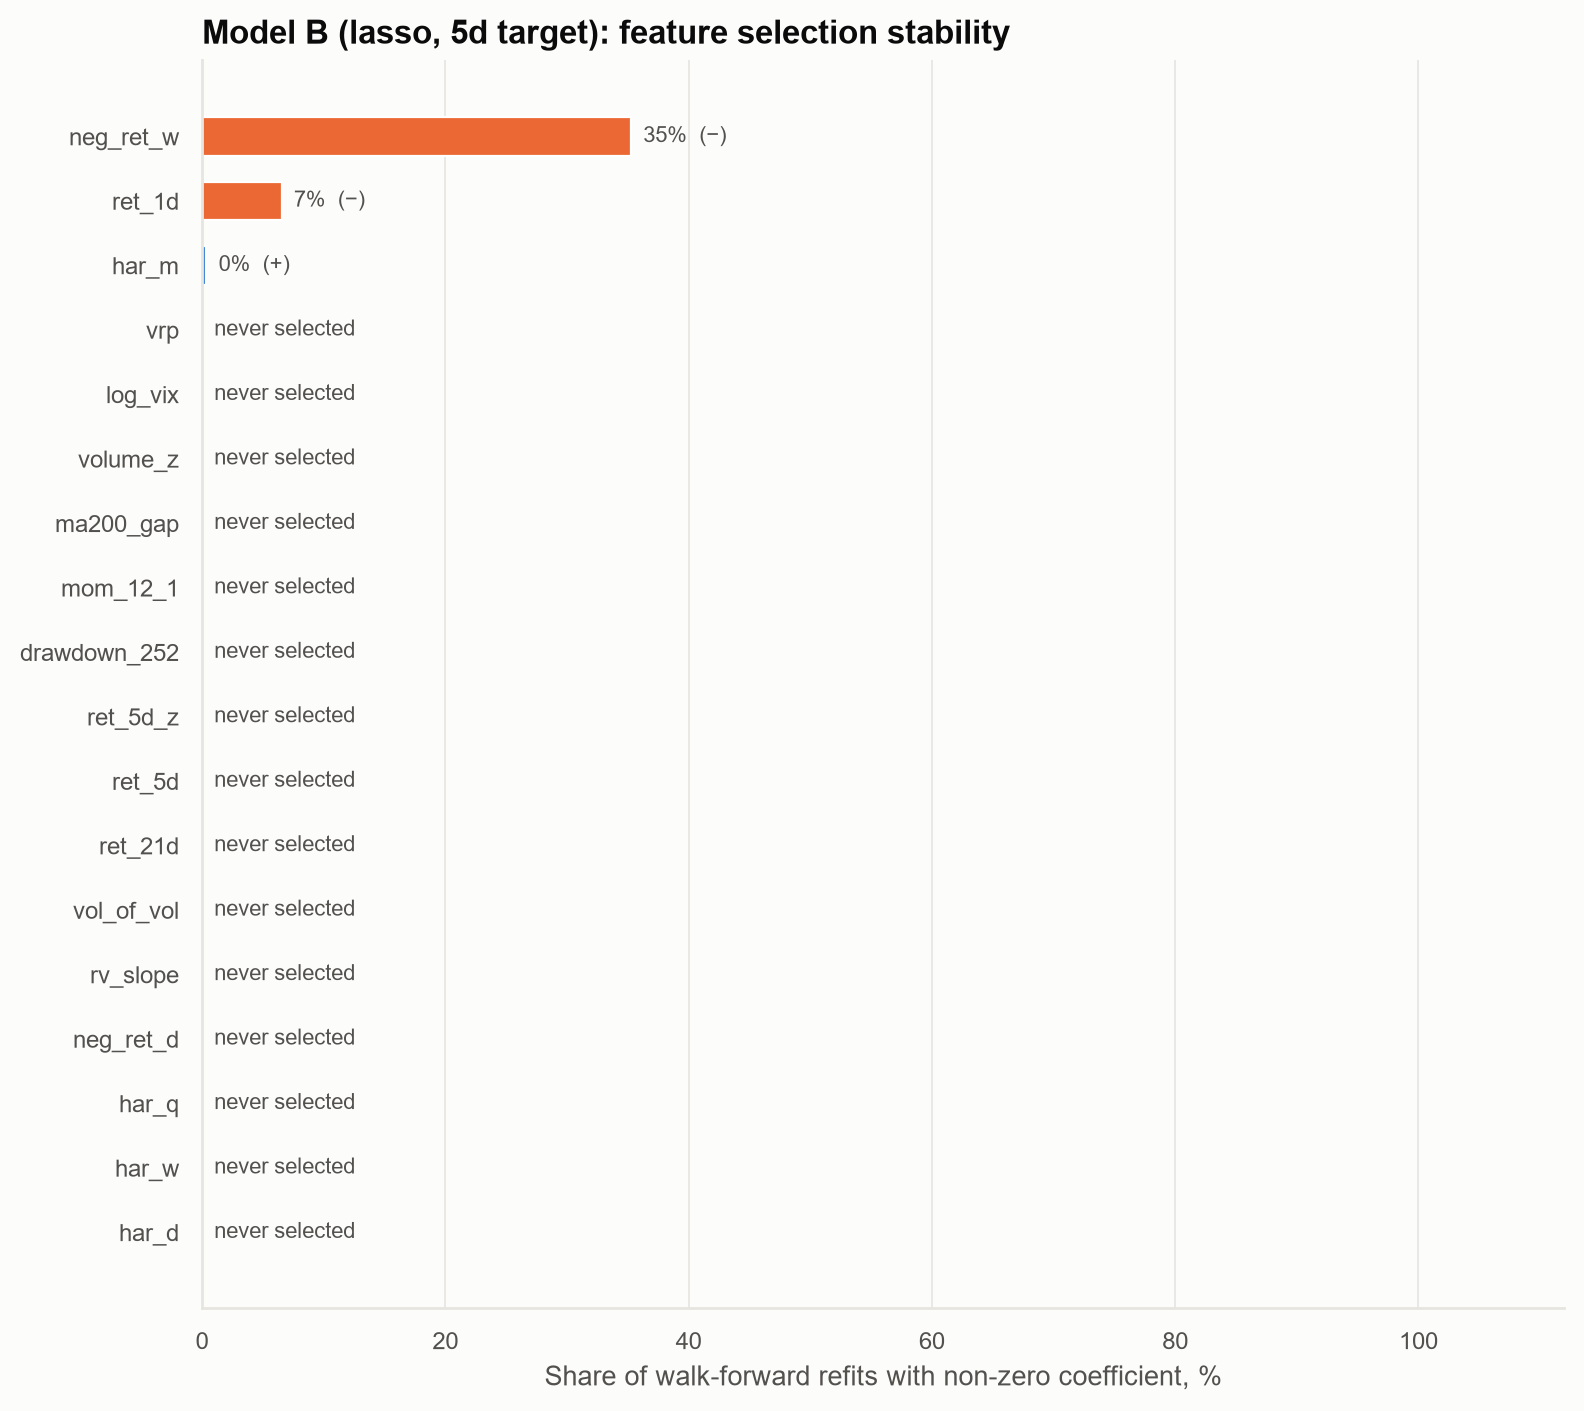 Model B (lasso, 5d target): feature selection stability
neg_ret_w 35% (−)
ret_1d 7% (−)
har_m 0% (+)
vrp never selected
log_vix never selected
volume_z never selected
ma200_gap never selected
mom_12_1 never selected
drawdown_252 never selected
ret_5d_z never selected
ret_5d never selected
ret_21d never selected
vol_of_vol never selected
rv_slope never selected
neg_ret_d never selected
har_q never selected
har_w never selected
har_d never selected
0 20 40 60 80 100
Share of walk-forward refits with non-zero coefficient, %